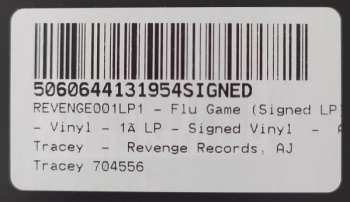 5060644131954SIGNED
REVENGE001LP1 - Flu Game (Signed LP)
- Vinyl - 1Ã LP - Signed Vinyl - A
Tracey - Revenge Records, AJ
Tracey 704556